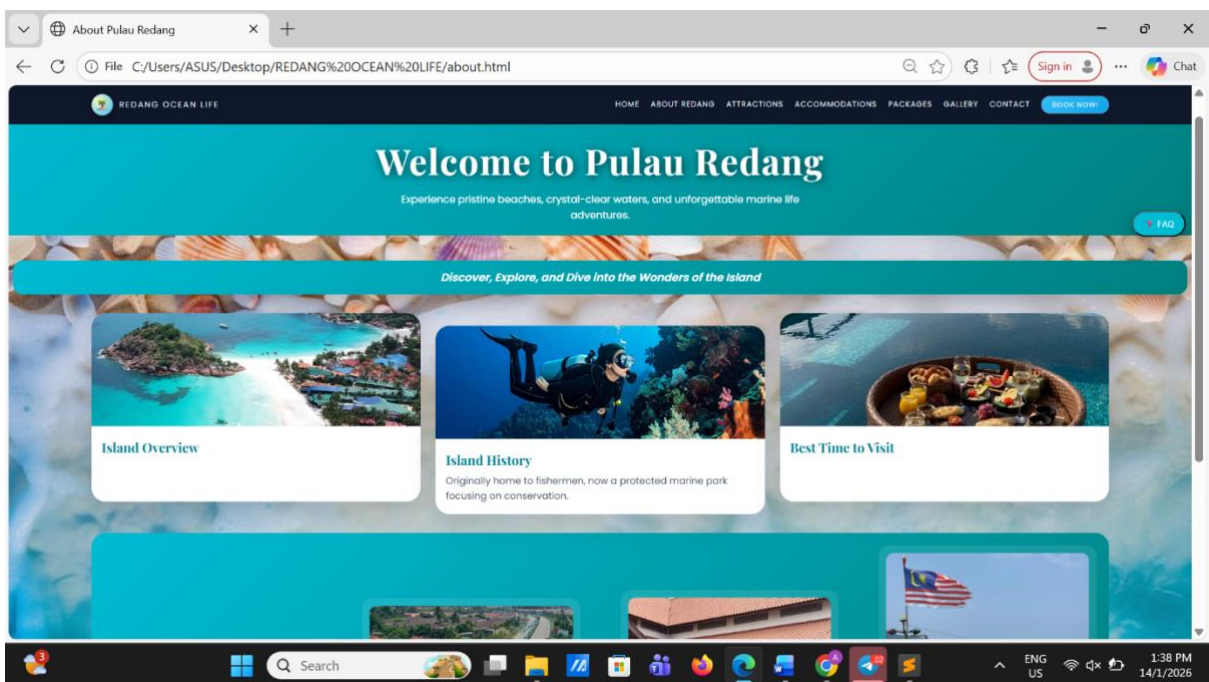 About Pulau Redang
File C:/Users/ASUS/Desktop/REDANG%20OCEAN%20LIFE/about.html
Sign in
Chat
REDANG OCEAN LIFE
HOME ABOUT REDANG ATTRACTIONS ACCOMMODATIONS PACKAGES GALLERY CONTACT BOOK NOW!
Welcome to Pulau Redang
Experience pristine beaches, crystal-clear waters, and unforgettable marine life
adventures.
FAQ
Discover, Explore, and Dive into the Wonders of the Island
Island Overview
Island History
Originally home to fishermen, now a protected marine park
focusing on conservation.
Best Time to Visit
3
Search
ENG
US
1:38 PM
14/1/2026